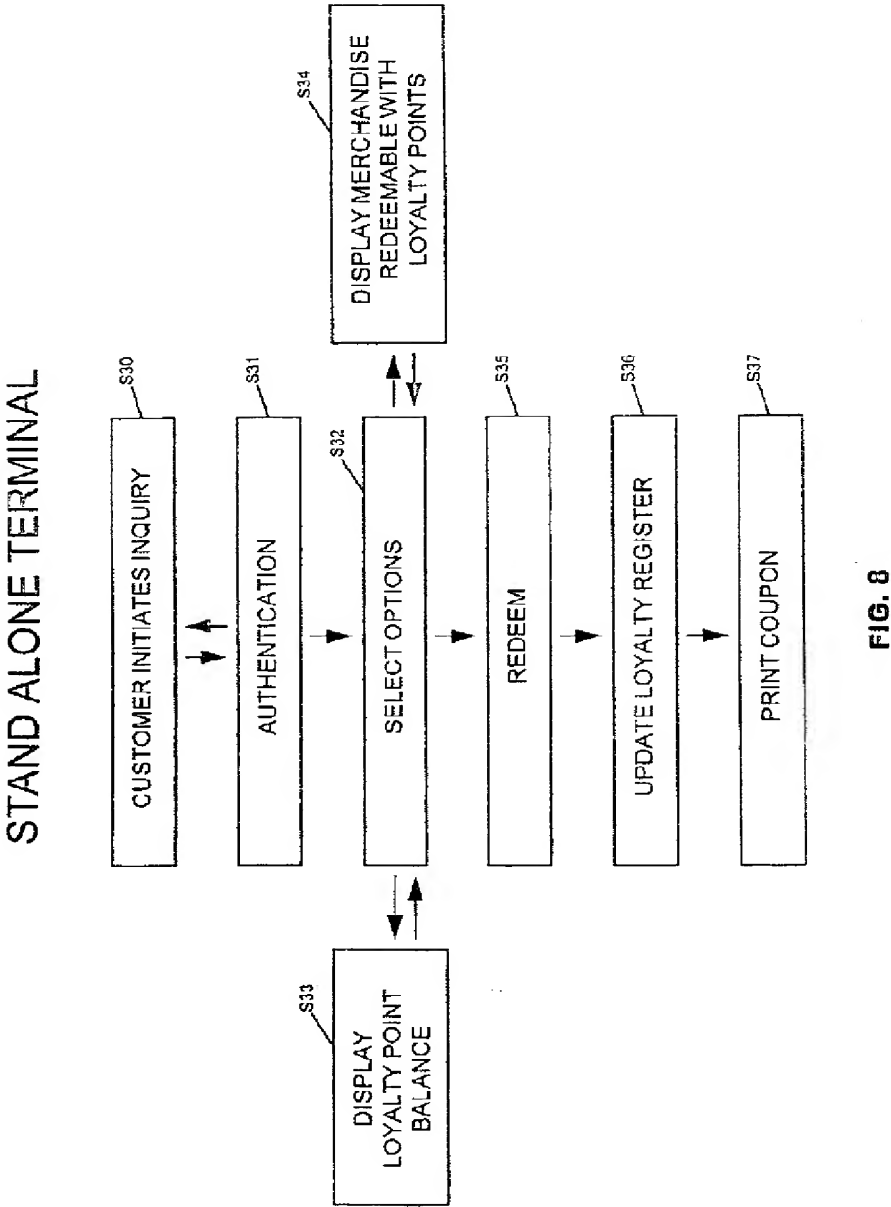 STAND ALONE TERMINAL
S30
CUSTOMER INITIATES INQUIRY
S31
AUTHENTICATION
S32
SELECT OPTIONS
S33
DISPLAY
LOYALTY POINT
BALANCE
S34
DISPLAY MERCHANDISE
REDEEMABLE WITH
LOYALTY POINTS
S35
REDEEM
S36
UPDATE LOYALTY REGISTER
S37
PRINT COUPON
FIG. 8